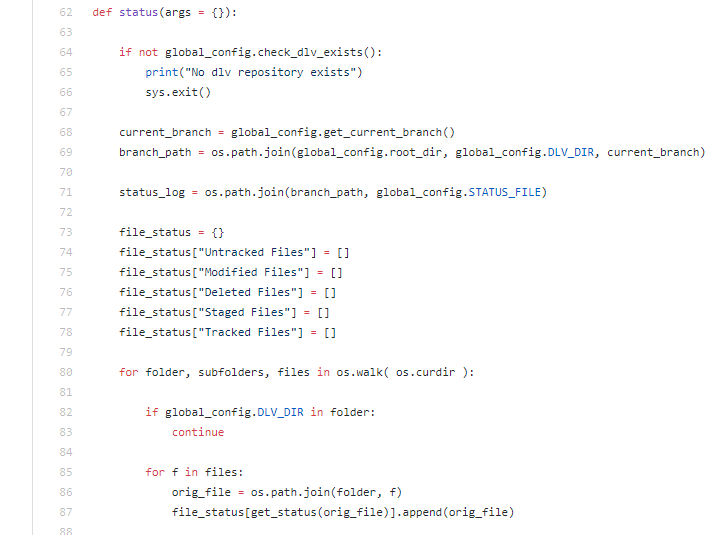 62 def status(args = {}):
63
64     if not global_config.check_dlv_exists():
65         print("No dlv repository exists")
66         sys.exit()
67
68     current_branch = global_config.get_current_branch()
69     branch_path = os.path.join(global_config.root_dir, global_config.DLV_DIR, current_branch)
70
71     status_log = os.path.join(branch_path, global_config.STATUS_FILE)
72
73     file_status = {}
74     file_status["Untracked Files"] = []
75     file_status["Modified Files"] = []
76     file_status["Deleted Files"] = []
77     file_status["Staged Files"] = []
78     file_status["Tracked Files"] = []
79
80     for folder, subfolders, files in os.walk( os.curdir ):
81
82         if global_config.DLV_DIR in folder:
83             continue
84
85         for f in files:
86             orig_file = os.path.join(folder, f)
87             file_status[get_status(orig_file)].append(orig_file)
88